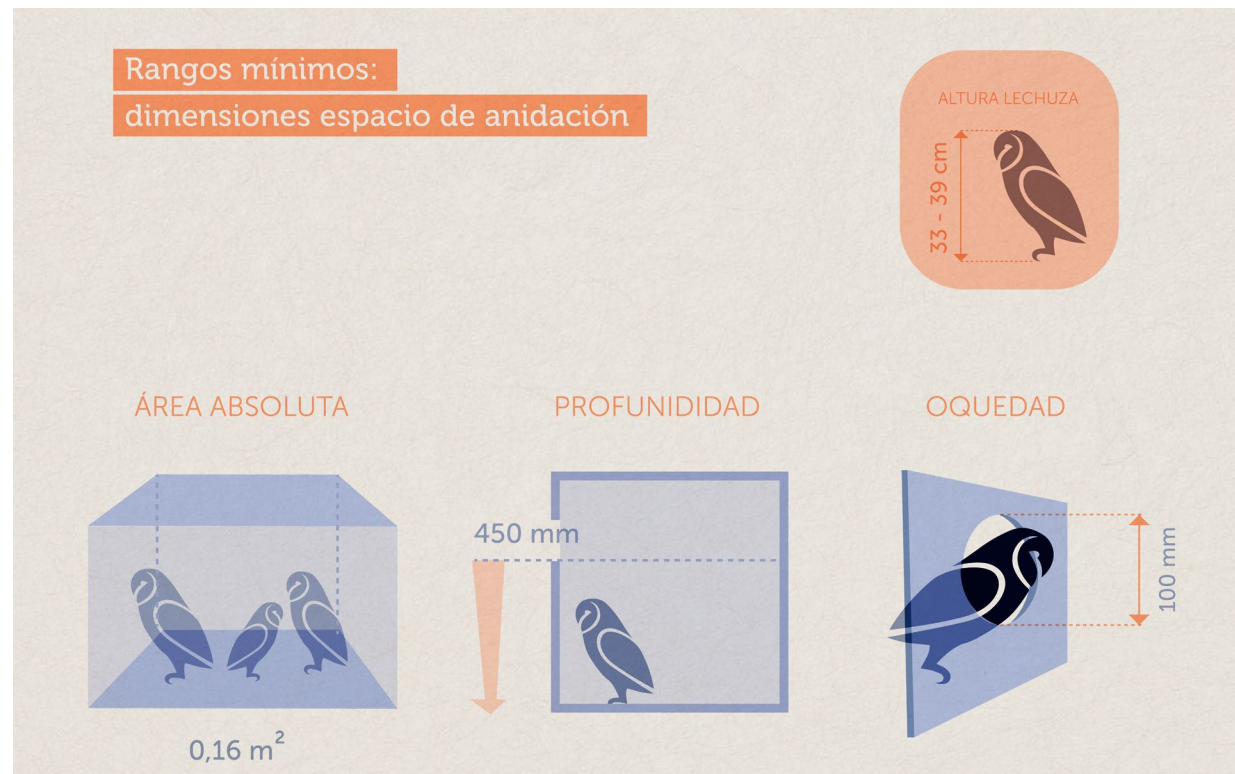 Rangos mínimos:
dimensiones espacio de anidación
ALTURA LECHUZA
33 - 39 cm
ÁREA ABSOLUTA
PROFUNIDIDAD
OQUEDAD
450 mm
100 mm
0,16 m²